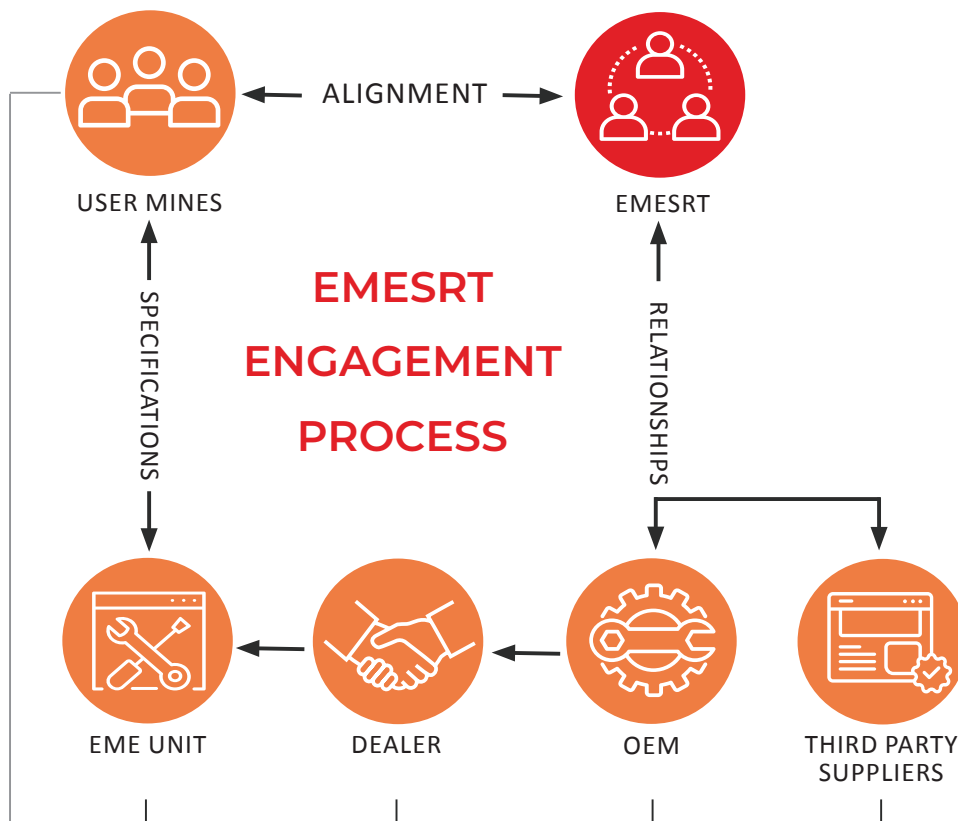 ALIGNMENT
USER MINES
EMESRT
EMESRT
ENGAGEMENT
PROCESS
SPECIFICATIONS
RELATIONSHIPS
EME UNIT
DEALER
OEM
THIRD PARTY
SUPPLIERS